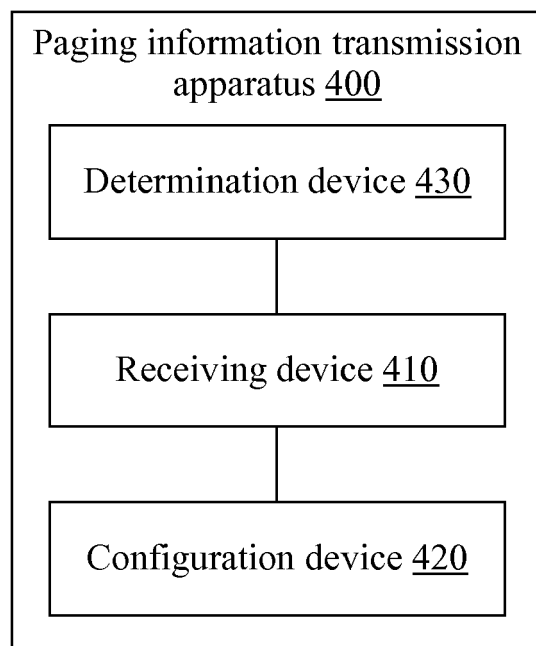 Paging information transmission
apparatus 400
Determination device 430
Receiving device 410
Configuration device 420